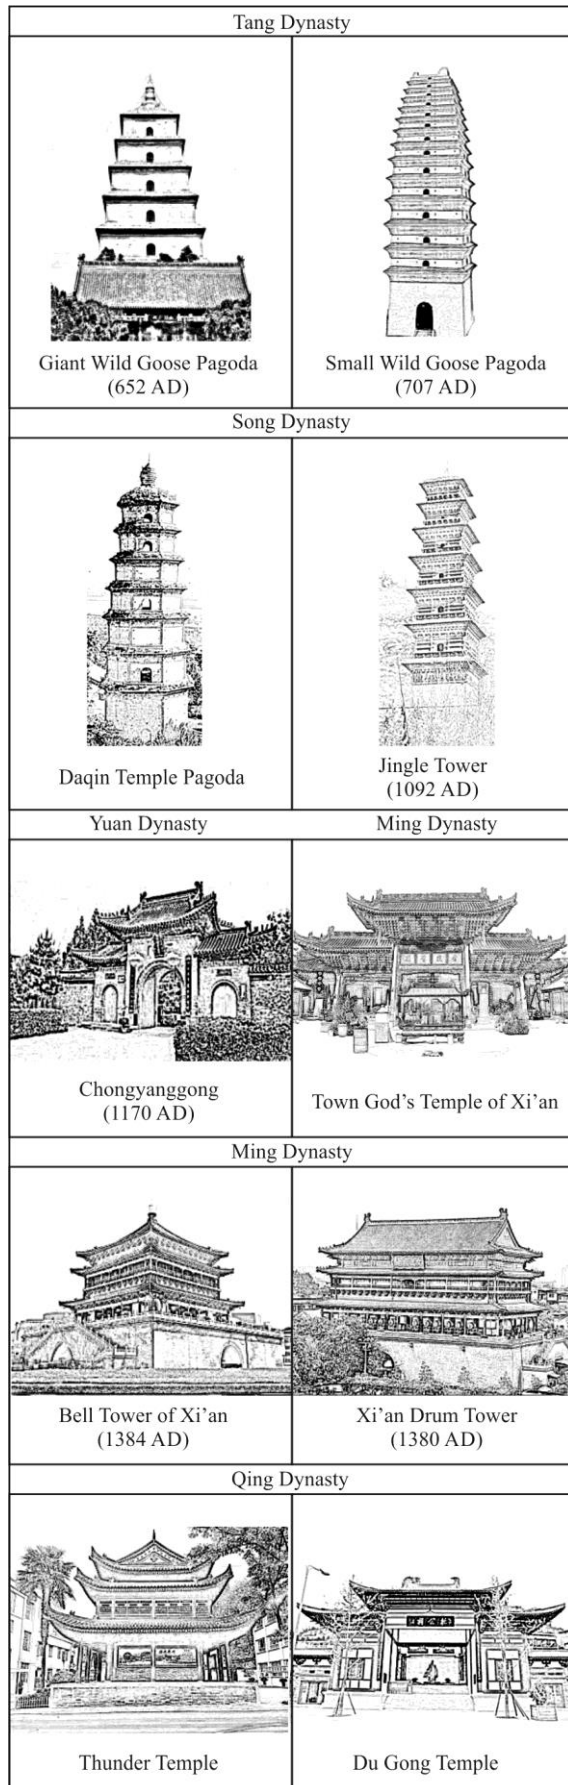 Tang Dynasty
Giant Wild Goose Pagoda
(652 AD)
Small Wild Goose Pagoda
(707 AD)
Song Dynasty
Daqin Temple Pagoda
Jingle Tower
(1092 AD)
Yuan Dynasty
Ming Dynasty
Chongyanggong
(1170 AD)
Town God’s Temple of Xi’an
Ming Dynasty
Bell Tower of Xi’an
(1384 AD)
Xi’an Drum Tower
(1380 AD)
Qing Dynasty
Thunder Temple
Du Gong Temple